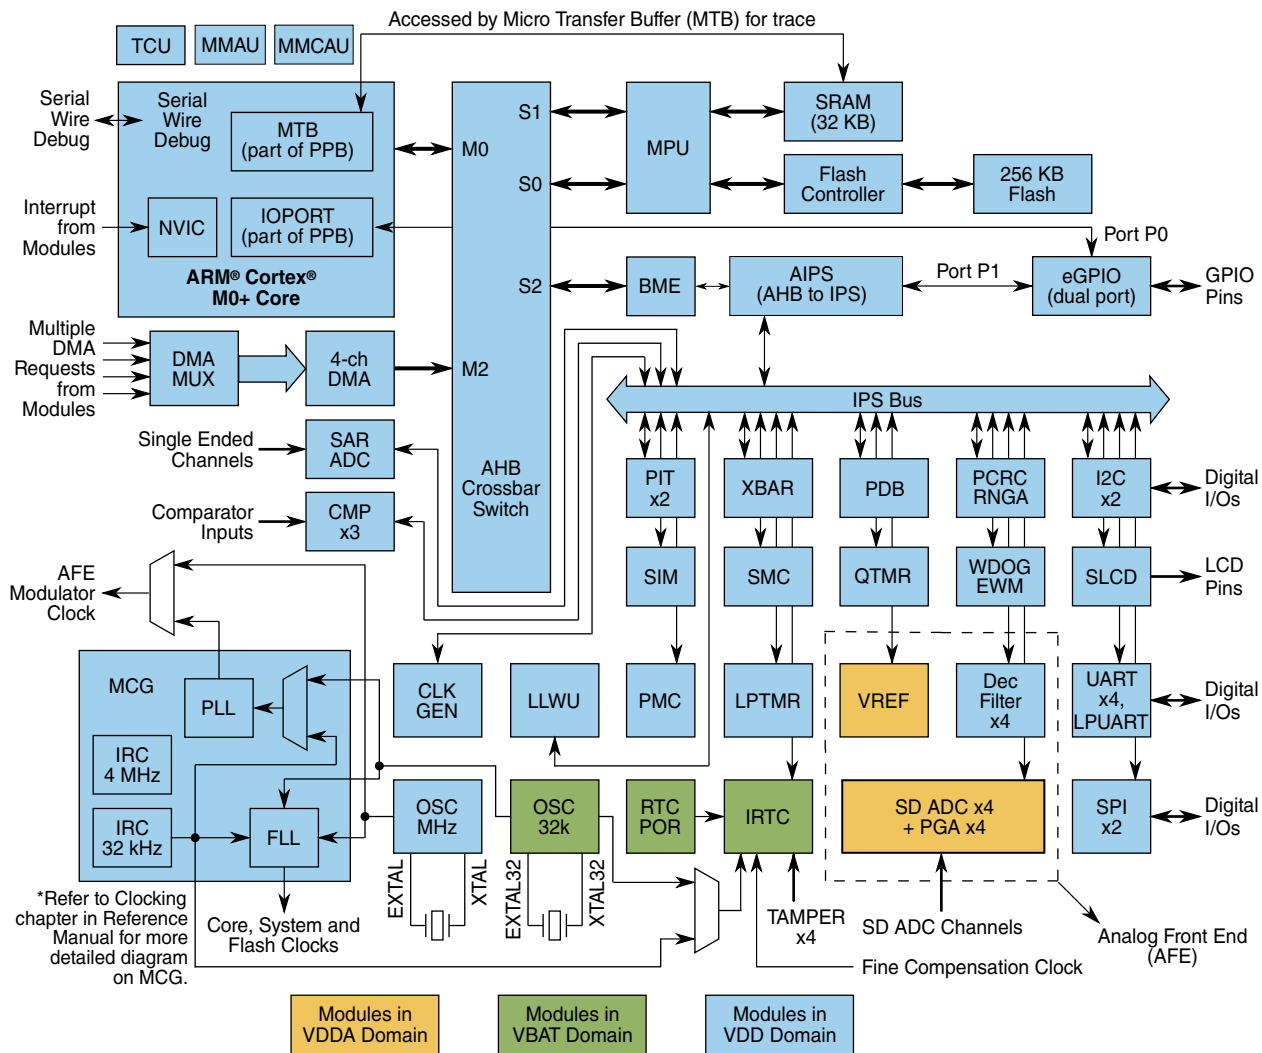 Accessed by Micro Transfer Buffer (MTB) for trace
TCU
MMAU
MMCAU
Serial
Wire
Debug
Serial
Wire
Debug
MTB
(part of PPB)
M0
S1
MPU
SRAM
(32 KB)
S0
Flash
Controller
256 KB
Flash
Interrupt
from
Modules
NVIC
IOPORT
(part of PPB)
Port P0
ARM® Cortex®
M0+ Core
S2
BME
AIPS
(AHB to IPS)
Port P1
eGPIO
(dual port)
GPIO
Pins
Multiple
DMA
Requests
from
Modules
DMA
MUX
4-ch
DMA
M2
IPS Bus
Single Ended
Channels
SAR
ADC
AHB
Crossbar
Switch
PIT
x2
XBAR
PDB
PCRC
RNGA
I2C
x2
Digital
I/Os
Comparator
Inputs
CMP
x3
AFE
Modulator
Clock
SIM
SMC
QTMR
WDOG
EWM
SLCD
LCD
Pins
MCG
PLL
CLK
GEN
LLWU
PMC
LPTMR
VREF
Dec
Filter
x4
UART
x4,
LPUART
Digital
I/Os
IRC
4 MHz
IRC
32 kHz
FLL
OSC
MHz
OSC
32k
RTC
POR
IRTC
SD ADC x4
+ PGA x4
SPI
x2
Digital
I/Os
EXTAL
XTAL
EXTAL32
XTAL32
*Refer to Clocking
chapter in Reference
Manual for more
detailed diagram
on MCG.
Core, System and
Flash Clocks
TAMPER
x4
SD ADC Channels
Analog Front End
(AFE)
Fine Compensation Clock
Modules in
VDDA Domain
Modules in
VBAT Domain
Modules in
VDD Domain